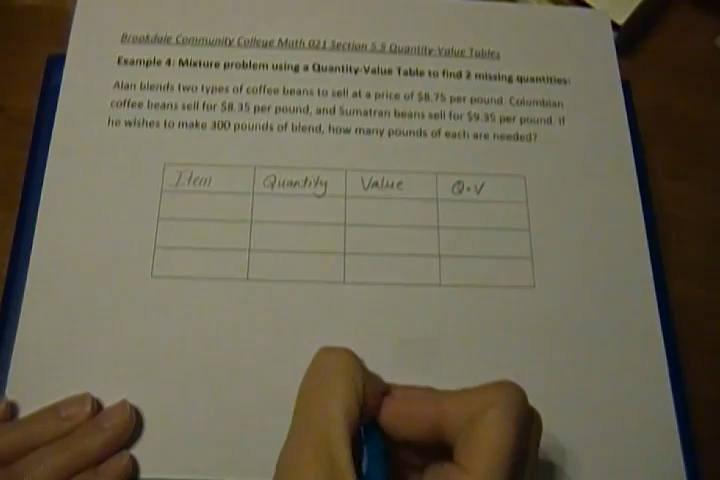 Brookdale Community College Math 021 Section 5.5 Quantity-Value Tables
Example 4: Mixture problem using a Quantity-Value Table to find 2 missing quantities:
Alan blends two types of coffee beans to sell at a price of $8.75 per pound. Columbian
coffee beans sell for $8.35 per pound, and Sumatran beans sell for $9.35 per pound. If
he wishes to make 300 pounds of blend, how many pounds of each are needed?
Item Quantity Value Q·V